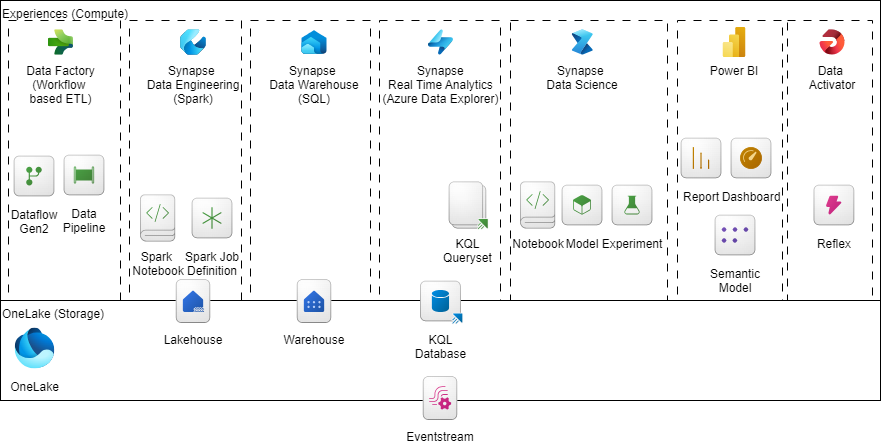 Experiences (Compute)
Data Factory
(Workflow
based ETL)
Synapse
Data Engineering
(Spark)
Synapse
Data Warehouse
(SQL)
Synapse
Real Time Analytics
(Azure Data Explorer)
Synapse
Data Science
Power BI
Data
Activator
Dataflow
Gen2
Data
Pipeline
Spark
Notebook
Spark Job
Definition
KQL
Queryset
Notebook
Model
Experiment
Report
Dashboard
Semantic
Model
Reflex
OneLake (Storage)
OneLake
Lakehouse
Warehouse
KQL
Database
Eventstream